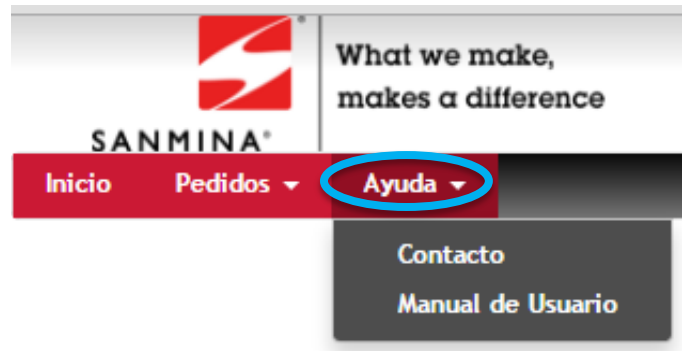 What we make,
makes a difference
SANMINA®
Inicio Pedidos Ayuda
Contacto
Manual de Usuario